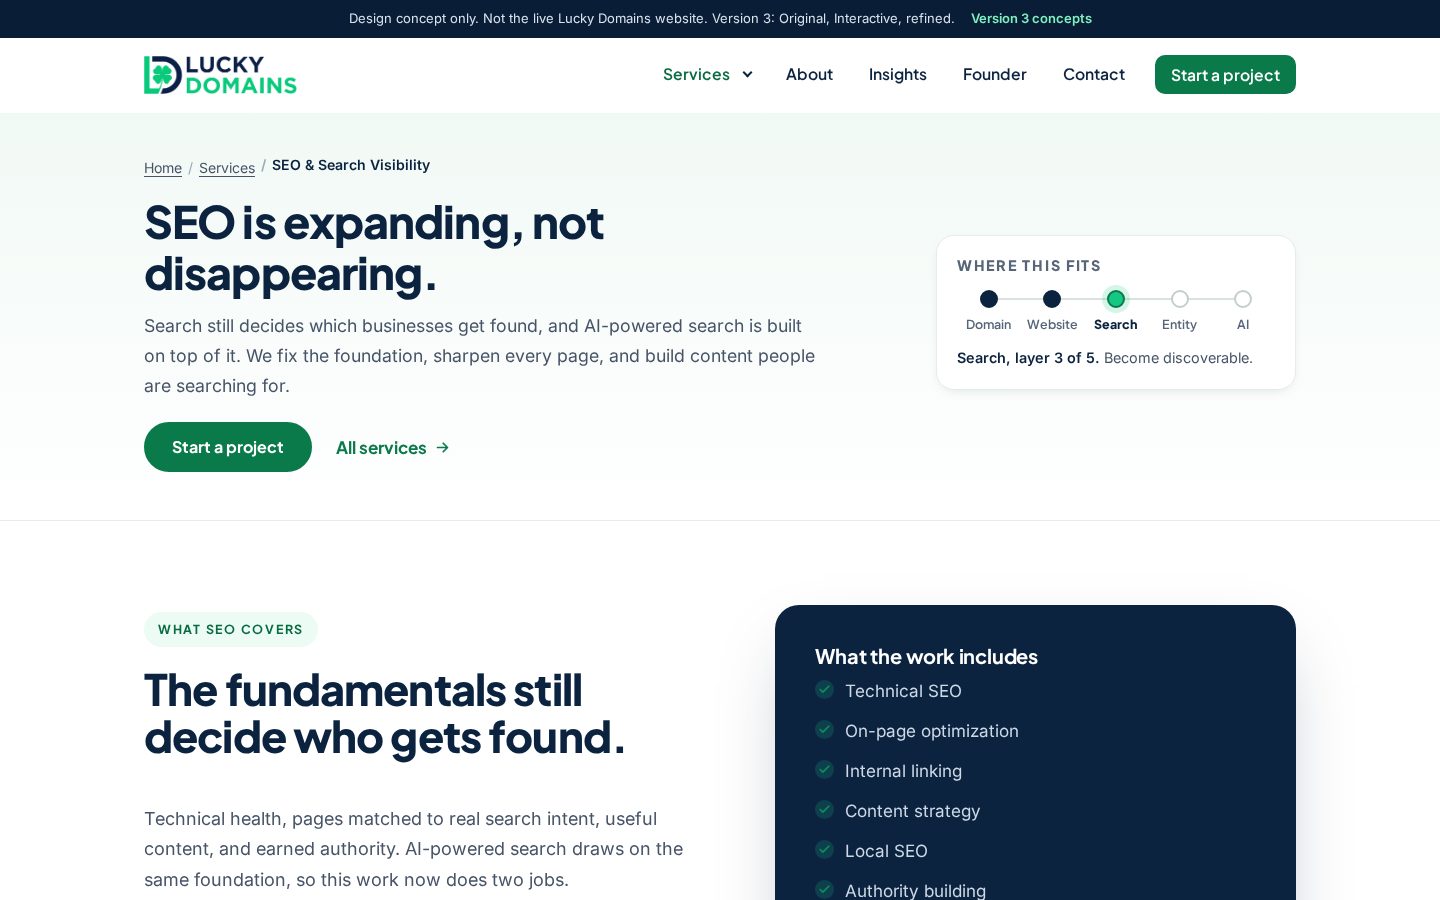 Design concept only. Not the live Lucky Domains website. Version 3: Original, Interactive, refined. Version 3 concepts
LUCKY
DOMAINS
Services About Insights Founder Contact Start a project
Home / Services / SEO & Search Visibility
SEO is expanding, not
disappearing.
Search still decides which businesses get found, and AI-powered search is built
on top of it. We fix the foundation, sharpen every page, and build content people
are searching for.
Start a project All services →
WHERE THIS FITS
Domain Website Search Entity AI
Search, layer 3 of 5. Become discoverable.
WHAT SEO COVERS
The fundamentals still
decide who gets found.
Technical health, pages matched to real search intent, useful
content, and earned authority. AI-powered search draws on the
same foundation, so this work now does two jobs.
What the work includes
Technical SEO
On-page optimization
Internal linking
Content strategy
Local SEO
Authority building